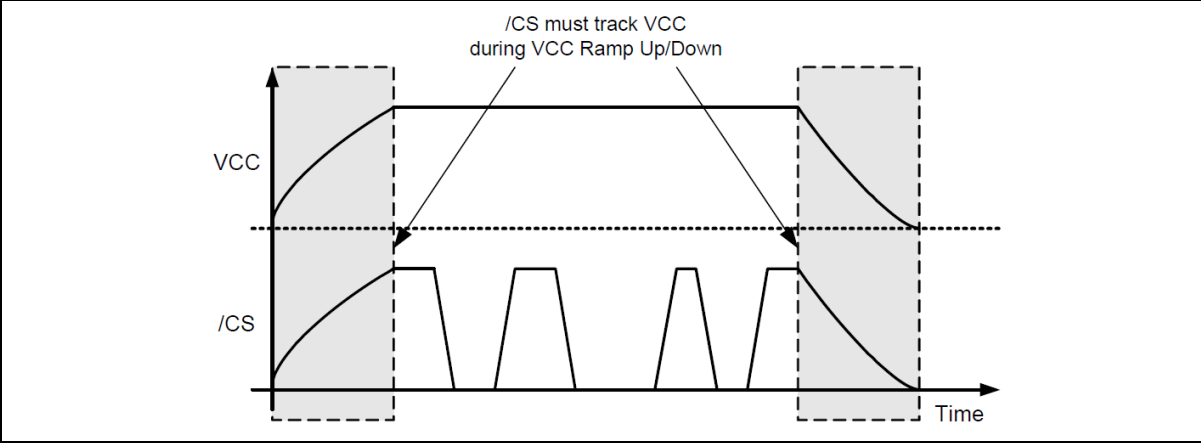 /CS must track VCC
during VCC Ramp Up/Down
VCC
/CS
Time